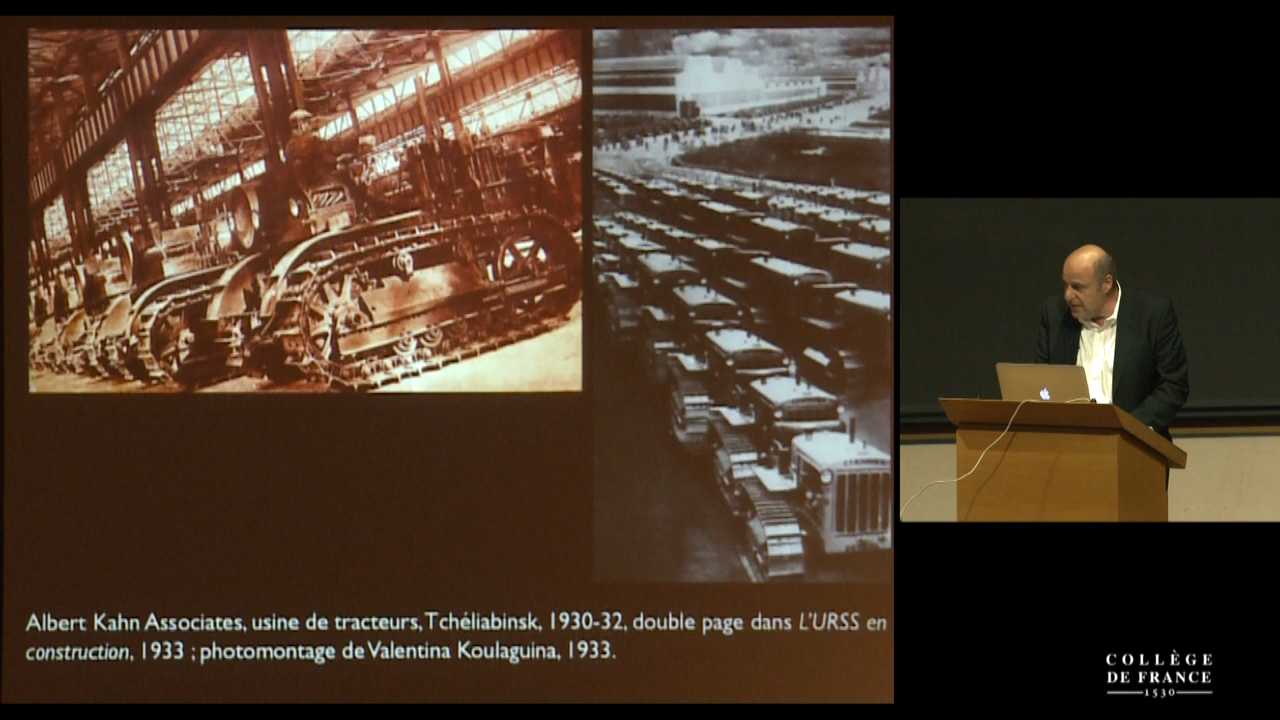 Albert Kahn Associates, usine de tracteurs, Tchéliabinsk, 1930-32, double page dans L'URSS en
construction, 1933 ; photomontage de Valentina Koulaguina, 1933.
COLLÈGE
DE FRANCE
1530